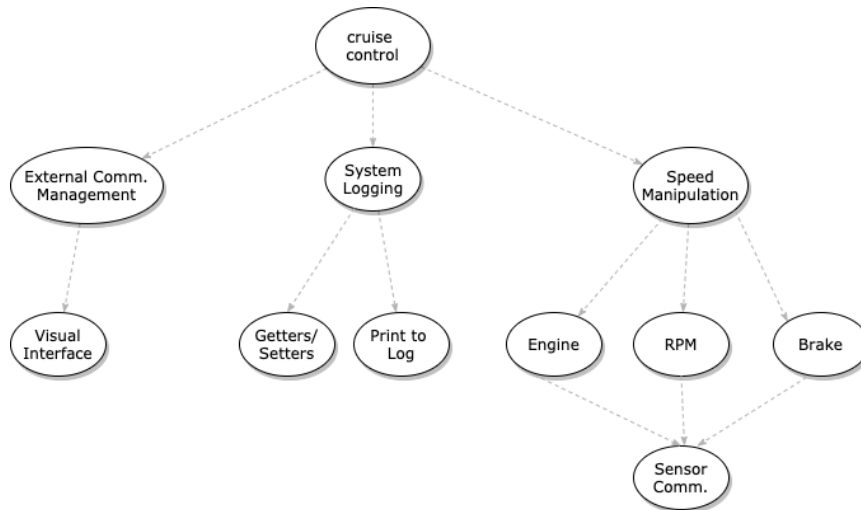 cruise
control
External Comm.
Management
System
Logging
Speed
Manipulation
Visual
Interface
Getters/
Setters
Print to
Log
Engine
RPM
Brake
Sensor
Comm.